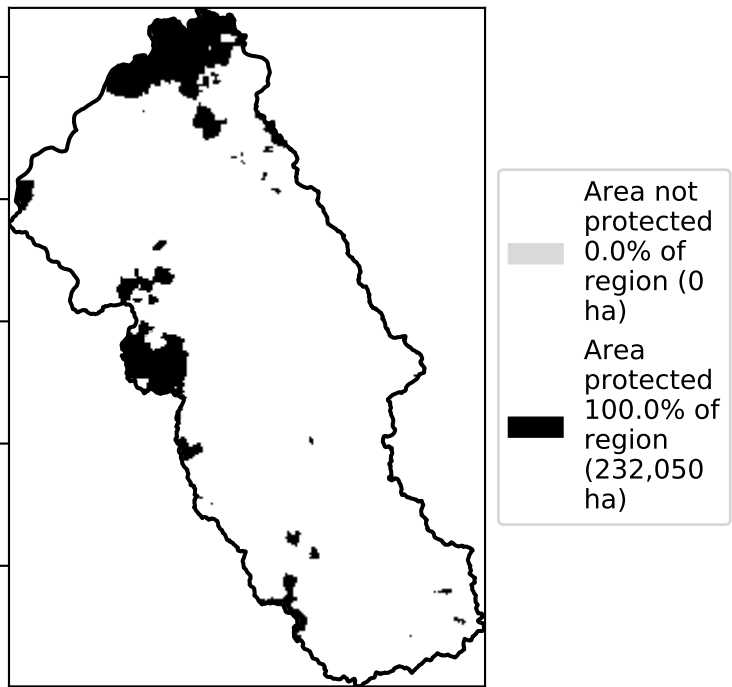 Area not
protected
0.0% of
region (0
ha)
Area
protected
100.0% of
region
(232,050
ha)